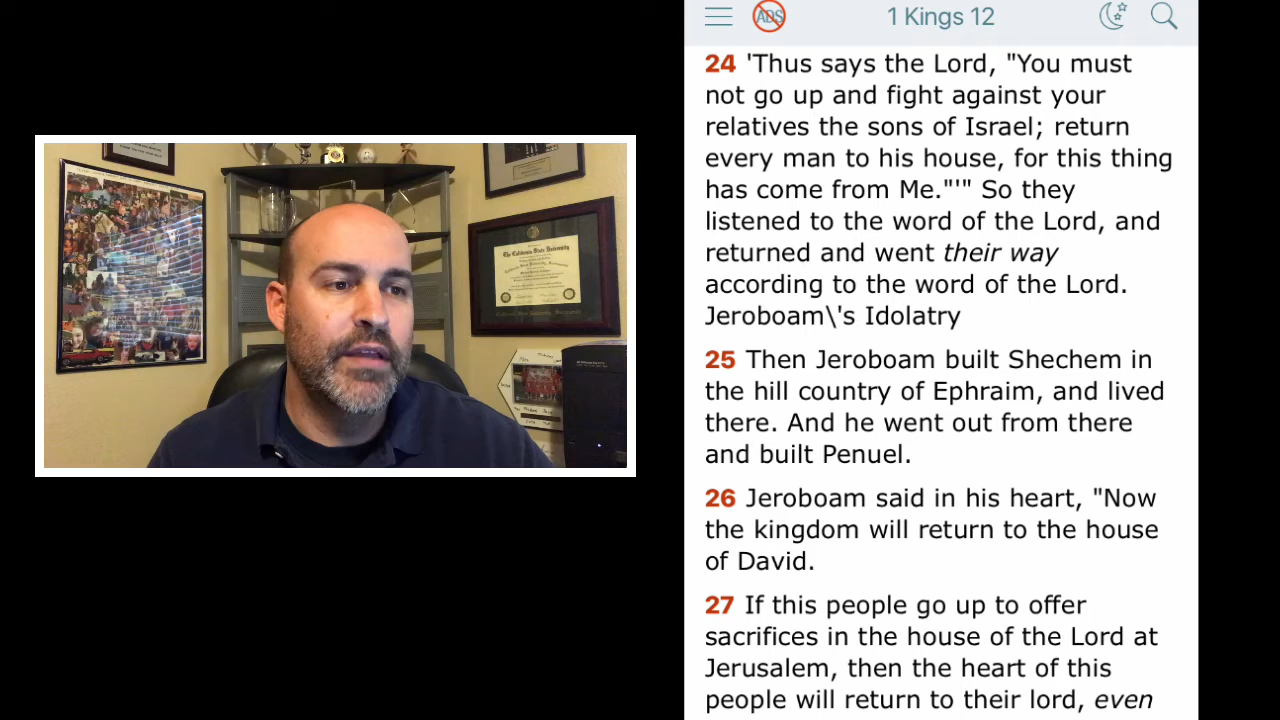 ADS
1 Kings 12
24 'Thus says the Lord, "You must
not go up and fight against your
relatives the sons of Israel; return
every man to his house, for this thing
has come from Me."'" So they
listened to the word of the Lord, and
returned and went their way
according to the word of the Lord.
Jeroboam\'s Idolatry
25 Then Jeroboam built Shechem in
the hill country of Ephraim, and lived
there. And he went out from there
and built Penuel.
26 Jeroboam said in his heart, "Now
the kingdom will return to the house
of David.
27 If this people go up to offer
sacrifices in the house of the Lord at
Jerusalem, then the heart of this
people will return to their lord, even
The California State University